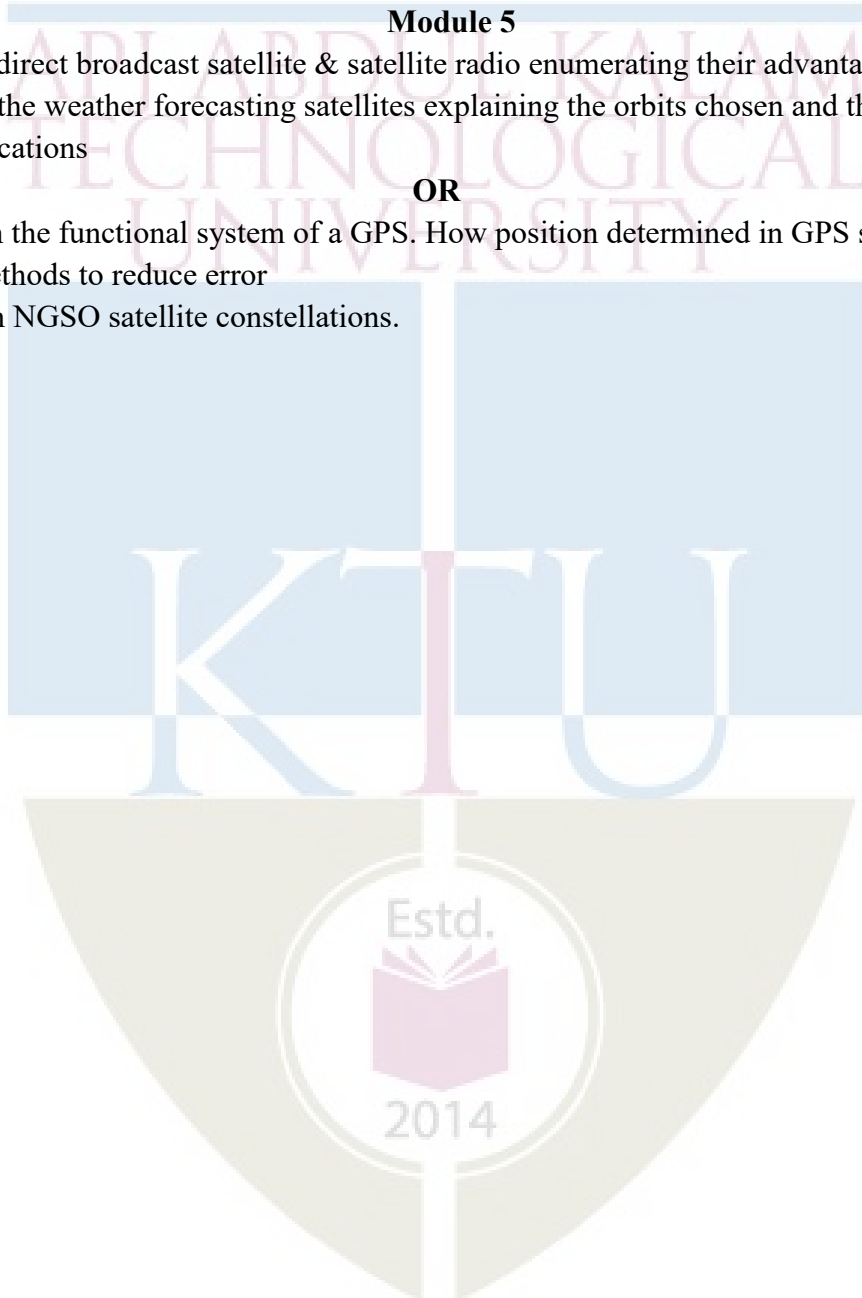 Module 5
direct broadcast satellite & satellite radio enumerating their advanta
the weather forecasting satellites explaining the orbits chosen and th
cations
OR
n the functional system of a GPS. How position determined in GPS s
ethods to reduce error
n NGSO satellite constellations.
API ABDUL KALAM
TECHNOLOGICAL
UNIVERSITY
KTU
Estd.
2014